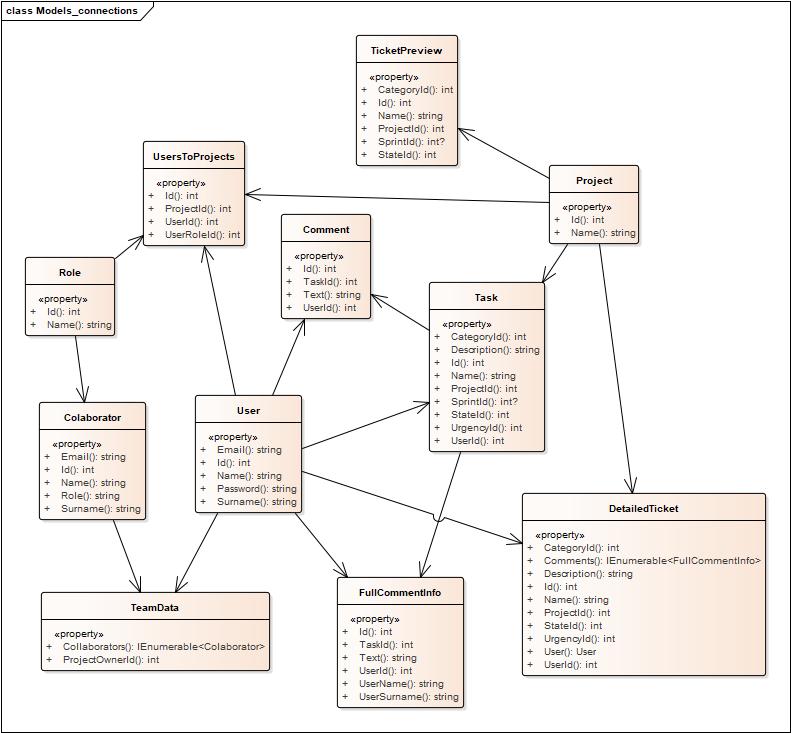 class Models_connections
TicketPreview
«property»
+ CategoryId(): int
+ Id(): int
+ Name(): string
+ ProjectId(): int
+ SprintId(): int?
+ StateId(): int
UsersToProjects
«property»
+ Id(): int
+ ProjectId(): int
+ UserId(): int
+ UserRoleId(): int
Project
«property»
+ Id(): int
+ Name(): string
Comment
«property»
+ Id(): int
+ TaskId(): int
+ Text(): string
+ UserId(): int
Role
«property»
+ Id(): int
+ Name(): string
Task
«property»
+ CategoryId(): int
+ Description(): string
+ Id(): int
+ Name(): string
+ ProjectId(): int
+ SprintId(): int?
+ StateId(): int
+ UrgencyId(): int
+ UserId(): int
Colaborator
«property»
+ Email(): string
+ Id(): int
+ Name(): string
+ Role(): string
+ Surname(): string
User
«property»
+ Email(): string
+ Id(): int
+ Name(): string
+ Password(): string
+ Surname(): string
DetailedTicket
«property»
+ CategoryId(): int
+ Comments(): IEnumerable<FullCommentInfo>
+ Description(): string
+ Id(): int
+ Name(): string
+ ProjectId(): int
+ StateId(): int
+ UrgencyId(): int
+ User(): User
+ UserId(): int
TeamData
«property»
+ Collaborators(): IEnumerable<Colaborator>
+ ProjectOwnerId(): int
FullCommentInfo
«property»
+ Id(): int
+ TaskId(): int
+ Text(): string
+ UserId(): int
+ UserName(): string
+ UserSurname(): string